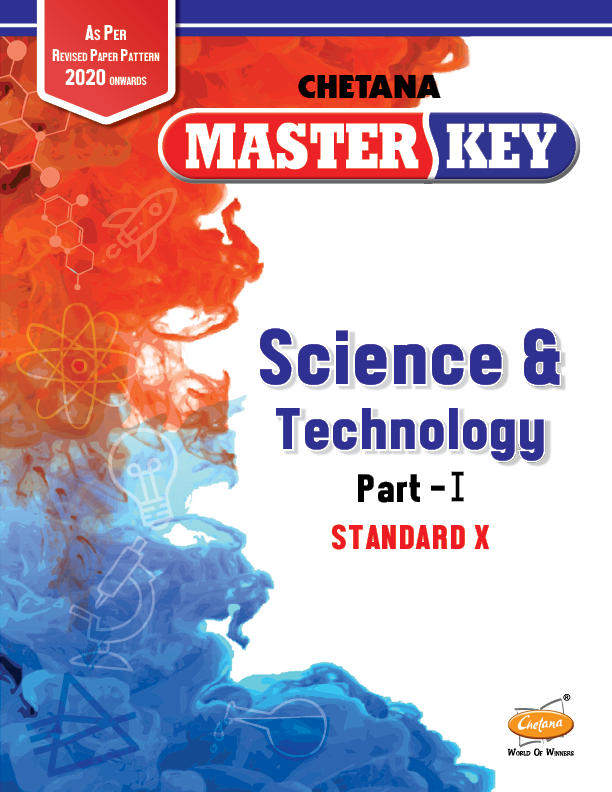 As Per
Revised Paper Pattern
2020 onwards
CHETANA
MASTER KEY
Science &
Technology
Part - I
STANDARD X
®
Chetana
World Of Winners